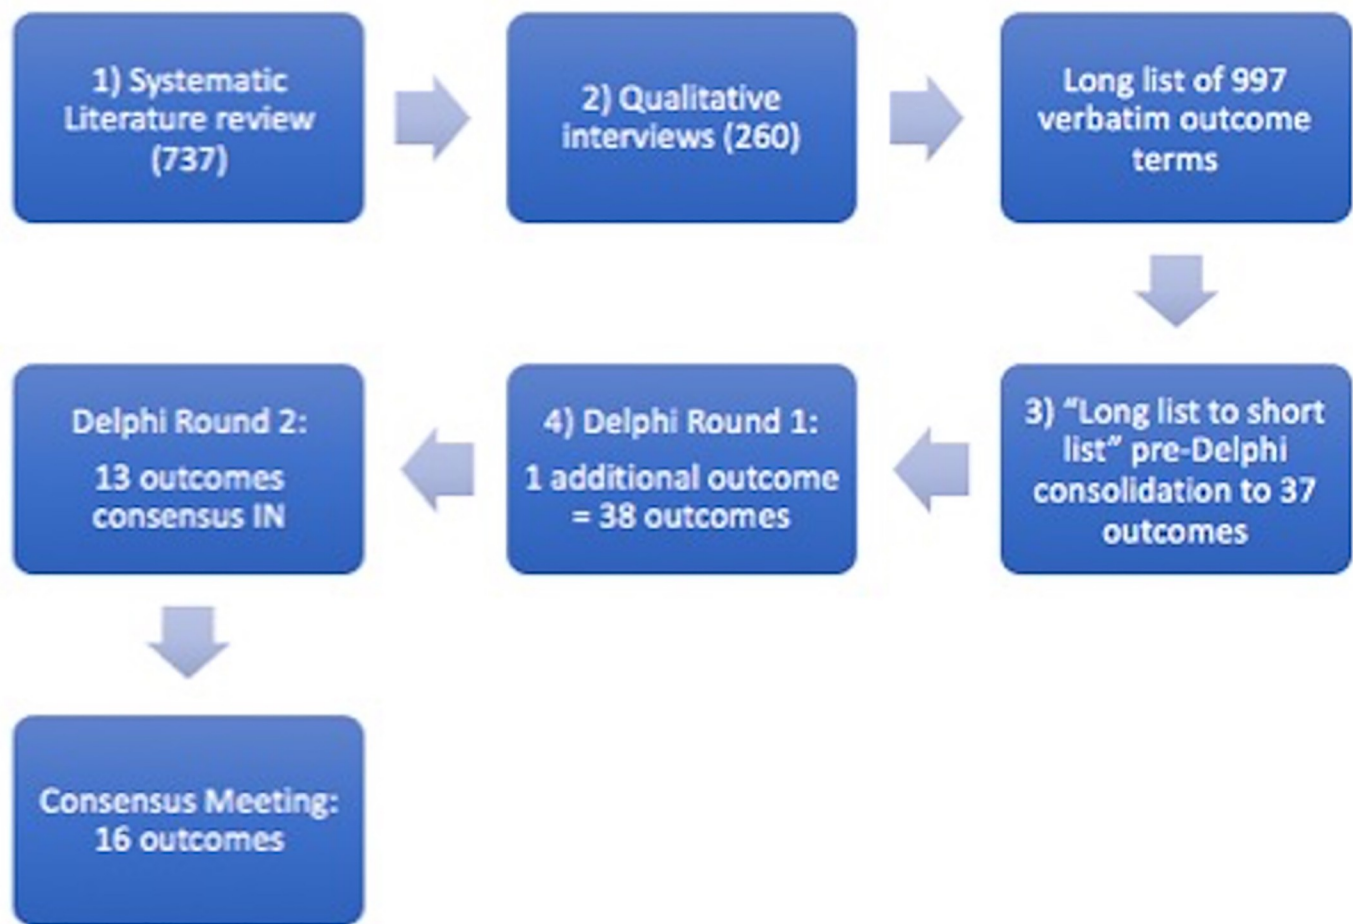 1) Systematic
Literature review
(737)
2) Qualitative
interviews (260)
Long list of 997
verbatim outcome
terms
3) “Long list to short
list” pre-Delphi
consolidation to 37
outcomes
4) Delphi Round 1:
1 additional outcome
= 38 outcomes
Delphi Round 2:
13 outcomes
consensus IN
Consensus Meeting:
16 outcomes